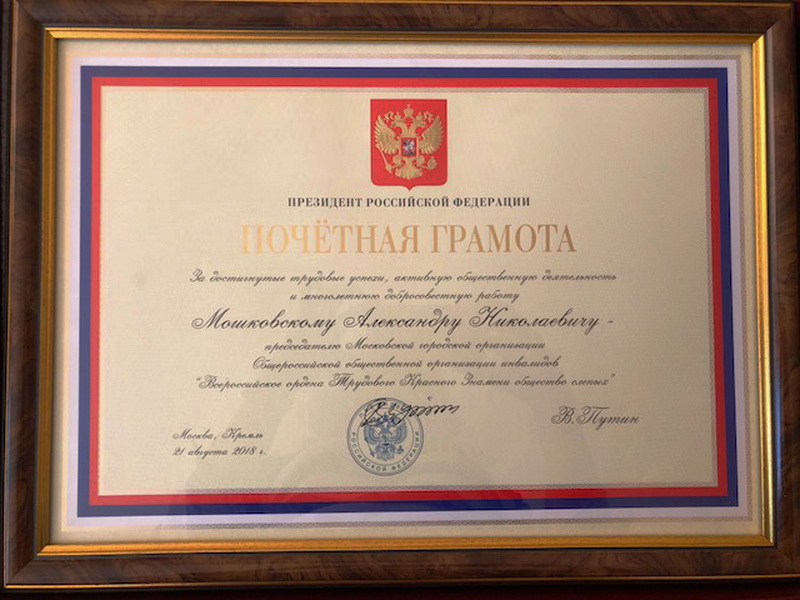 ПРЕЗИДЕНТ РОССИЙСКОЙ ФЕДЕРАЦИИ
ПОЧЁТНАЯ ГРАМОТА
За достигнутые трудовые успехи, активную общественную деятельность
и многолетнюю добросовестную работу
Мошковскому Александру Николаевичу -
председателю Московской городской организации
Общероссийской общественной организации инвалидов
"Всероссийское ордена Трудового Красного Знамени общество слепых"
В.Путин
Москва, Кремль
21 августа 2018 г.
РОССИЙСКОЙ ФЕДЕРАЦИИ